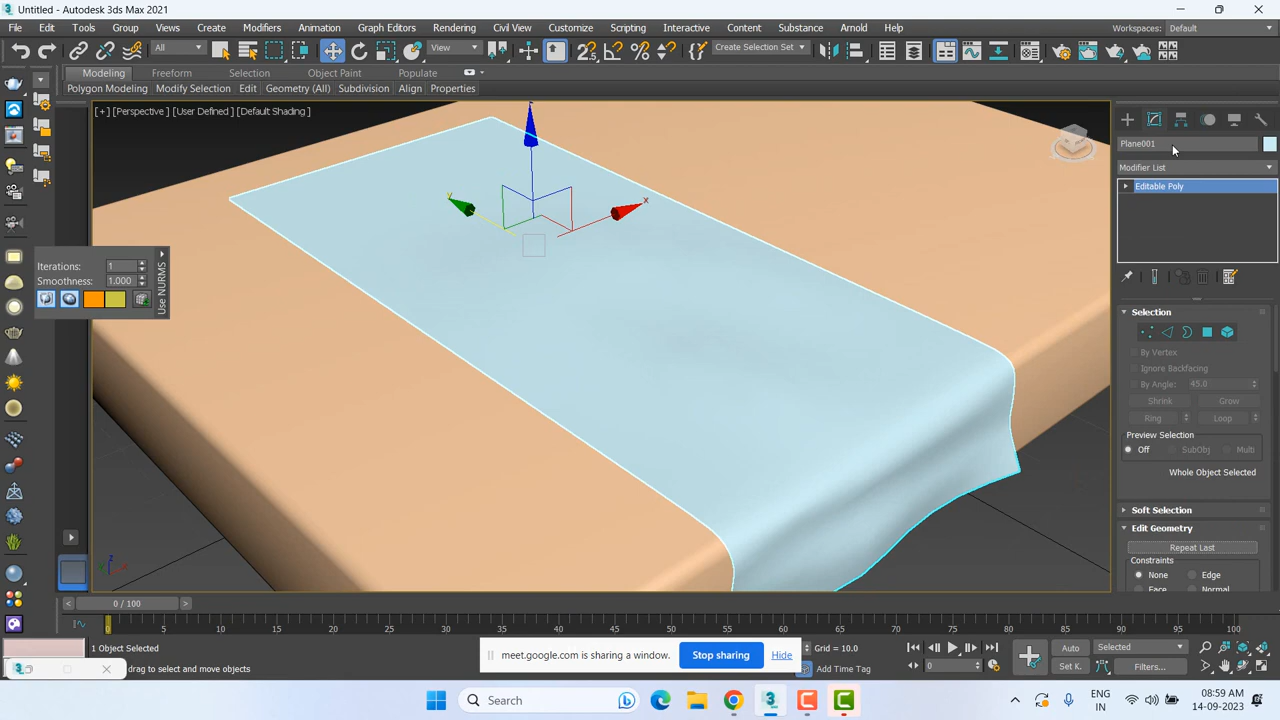 Untitled - Autodesk 3ds Max 2021
File Edit Tools Group Views Create Modifiers Animation Graph Editors Rendering Civil View Customize Scripting Interactive Content Substance Arnold Help
Workspaces: Default
All
View
Create Selection Set
Modeling Freeform Selection Object Paint Populate
Polygon Modeling Modify Selection Edit Geometry (All) Subdivision Align Properties
[+] [Perspective] [User Defined] [Default Shading]
Plane001
Modifier List
Editable Poly
x
y
Iterations: 1
Smoothness: 1.000
Use NURMS
Selection
By Vertex
Ignore Backfacing
By Angle: 45.0
Shrink Grow
Ring Loop
Preview Selection
Off SubObj Multi
Whole Object Selected
Soft Selection
Edit Geometry
Repeat Last
Constraints
None Edge
Face Normal
z
x
0 / 100
0 5 10 15 20 25 30 35 40 45 50 55 60 65 70 75 80 85 90 95 100
1 Object Selected
drag to select and move objects
meet.google.com is sharing a window. Stop sharing Hide
Grid = 10.0
Add Time Tag
0
Auto Selected
Set K. Filters...
Search
ENG
IN
08:59 AM
14-09-2023